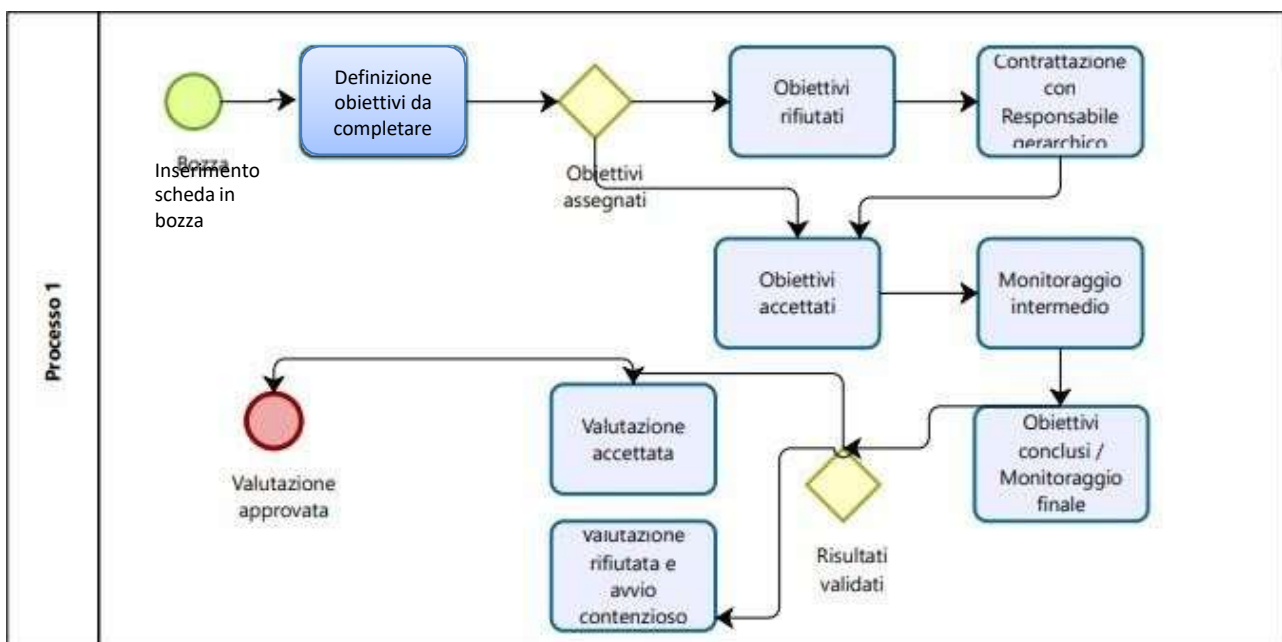 Processo 1
Bozza
Inserimento
scheda in
bozza
Definizione
obiettivi da
completare
Obiettivi
assegnati
Obiettivi
rifiutati
Contrattazione
con
Responsabile
gerarchico
Obiettivi
accettati
Monitoraggio
intermedio
Obiettivi
conclusi /
Monitoraggio
finale
Risultati
validati
Valutazione
accettata
Valutazione
rifiutata e
avvio
contenzioso
Valutazione
approvata